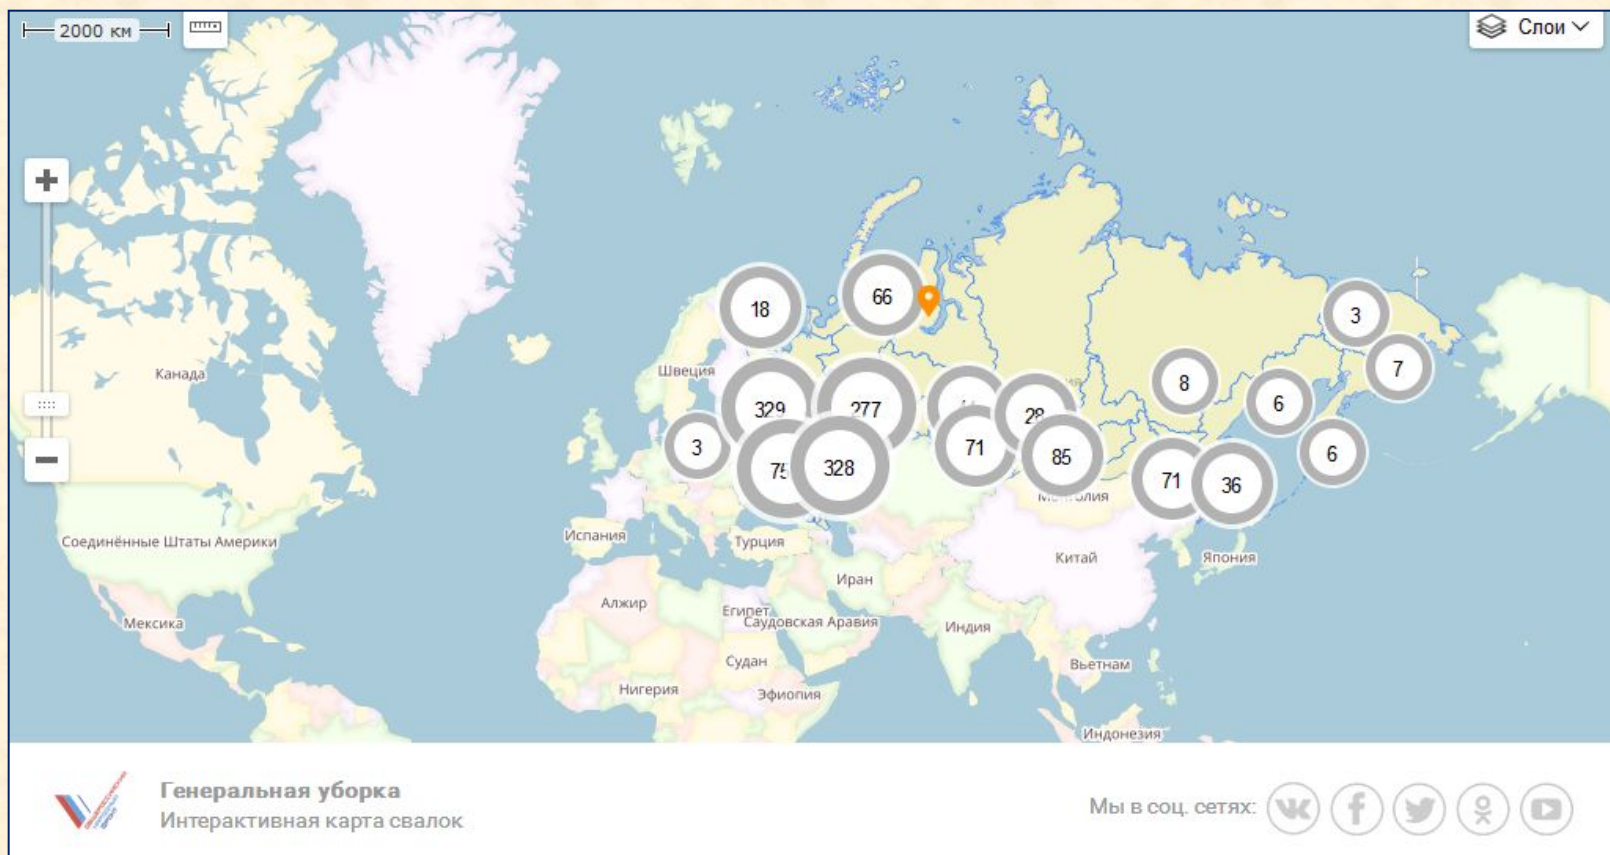 2000 км
Слои
18
66
3
7
8
6
6
Канада
Швеция
329
277
28
3
328
71
85
71
36
Монголия
Соединённые Штаты Америки
Испания
Турция
Китай
Япония
Иран
Алжир
Египет
Саудовская Аравия
Индия
Мексика
Судан
Вьетнам
Нигерия
Эфиопия
Индонезия
Генеральная уборка
Интерактивная карта свалок
Мы в соц. сетях: